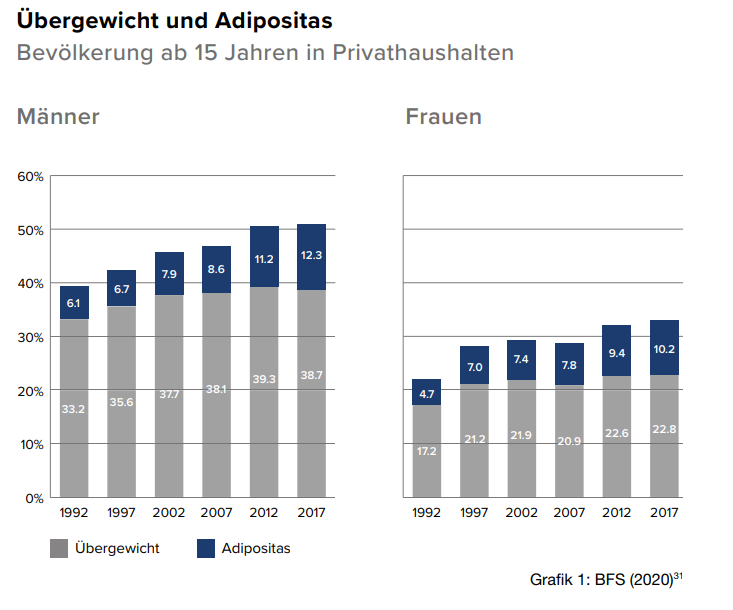 Übergewicht und Adipositas
Bevölkerung ab 15 Jahren in Privathaushalten
Männer
60%
50%
40%
30%
20%
10%
0%
6.1 6.7 7.9 8.6 11.2 12.3
33.2 35.6 37.7 38.1 39.3 38.7
1992 1997 2002 2007 2012 2017
Frauen
4.7 7.0 7.4 7.8 9.4 10.2
17.2 21.2 21.9 20.9 22.6 22.8
1992 1997 2002 2007 2012 2017
Übergewicht Adipositas
Grafik 1: BFS (2020)³¹